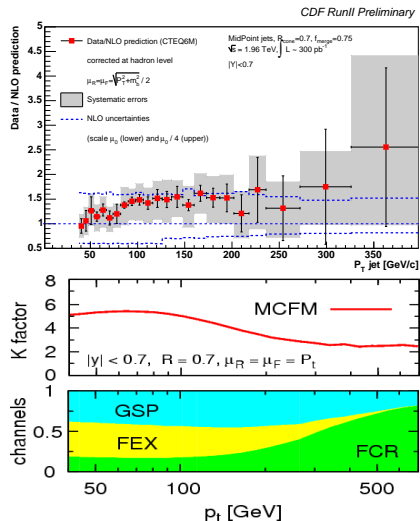 CDF RunII Preliminary
Data/NLO prediction (CTEQ6M)
corrected at hadron level
μR=μF=√PT²+mb² / 2
Systematic errors
NLO uncertainties
(scale μ0 (lower) and μ0 / 4 (upper))
MidPoint jets, Rcone=0.7, fmerge=0.75
√E = 1.96 TeV, ∫ L ~ 300 pb⁻¹
|Y|<0.7
Data / NLO prediction
5
4.5
4
3.5
3
2.5
2
1.5
1
0.5
50 100 150 200 250 300 350
PT jet [GeV/c]
K factor
8
6
4
2
0
MCFM
|y| < 0.7, R = 0.7, μR = μF = Pt
channels
1
0.5
0
GSP
FEX
FCR
50 100 500
pt [GeV]